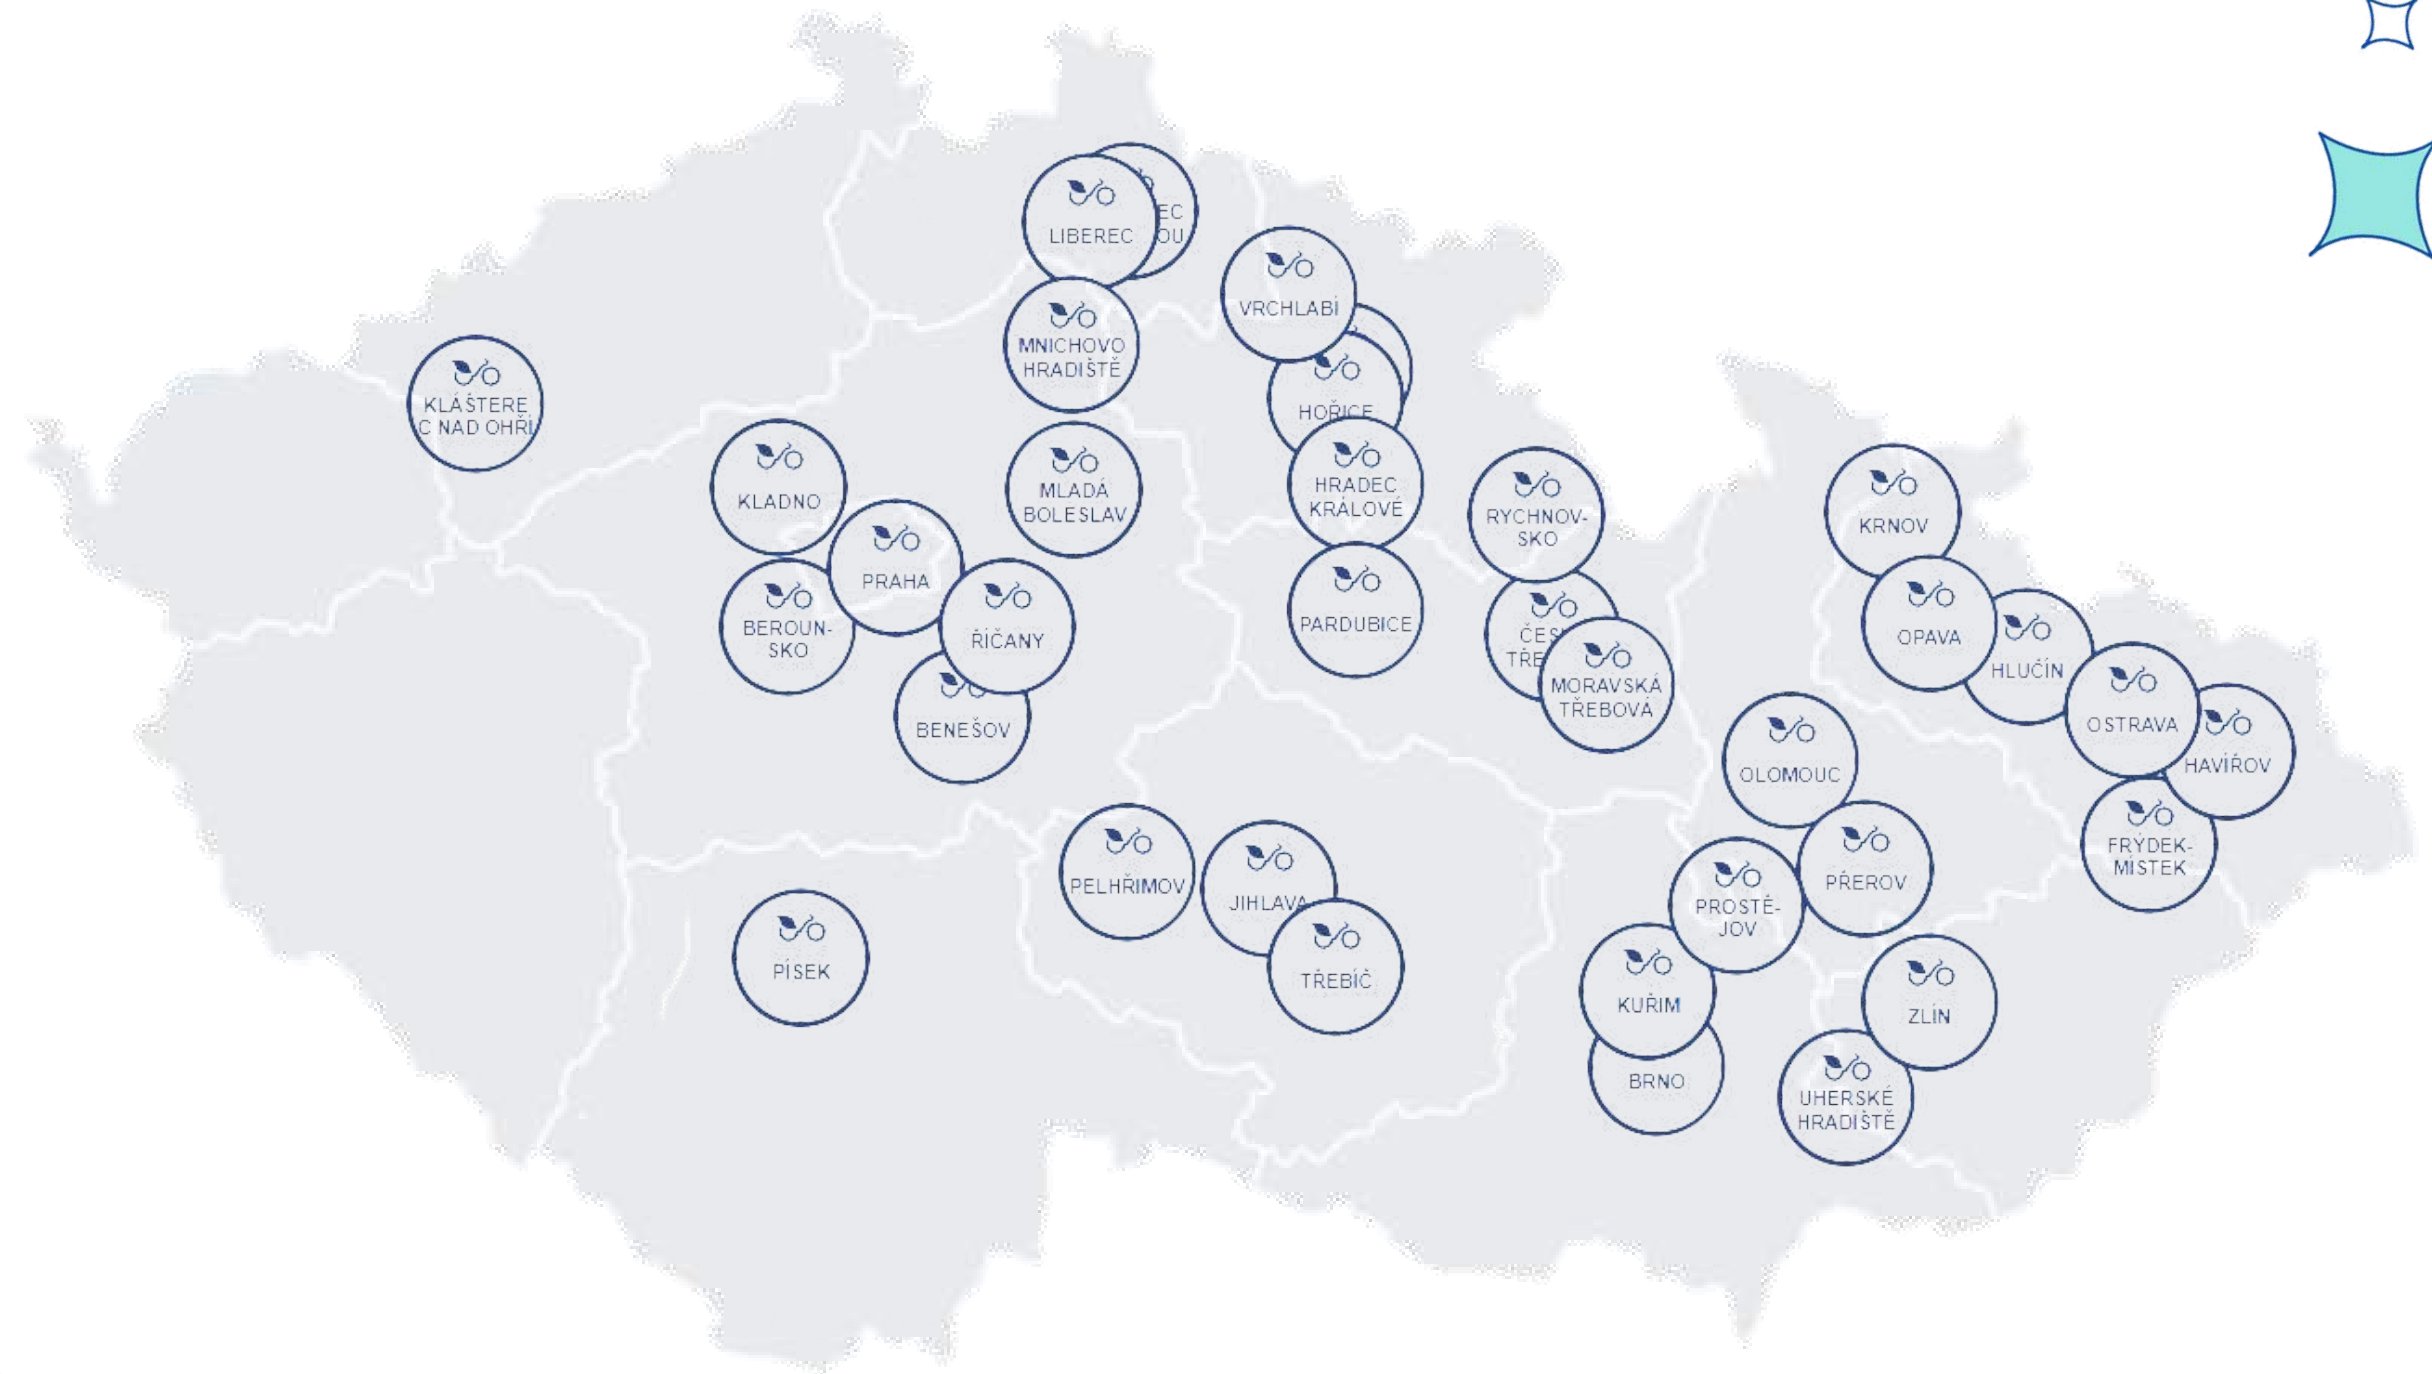 LIBEREC
EC
OU
VRCHLABÍ
MNICHOVO
HRADIŠTĚ
KLÁŠTERE
C NAD OHŘÍ
HOŘICE
KLADNO
MLADÁ
BOLESLAV
HRADEC
KRÁLOVÉ
RYCHNOV-
SKO
KRNOV
PRAHA
BEROUN-
SKO
ŘÍČANY
PARDUBICE
OPAVA
HLUČÍN
MORAVSKÁ
TŘEBOVÁ
BENEŠOV
OSTRAVA
HAVÍŘOV
OLOMOUC
FRÝDEK-
MÍSTEK
PELHŘIMOV
JIHLAVA
PŘEROV
PROSTĚ-
JOV
PÍSEK
TŘEBÍČ
KUŘIM
ZLÍN
BRNO
UHERSKÉ
HRADIŠTĚ